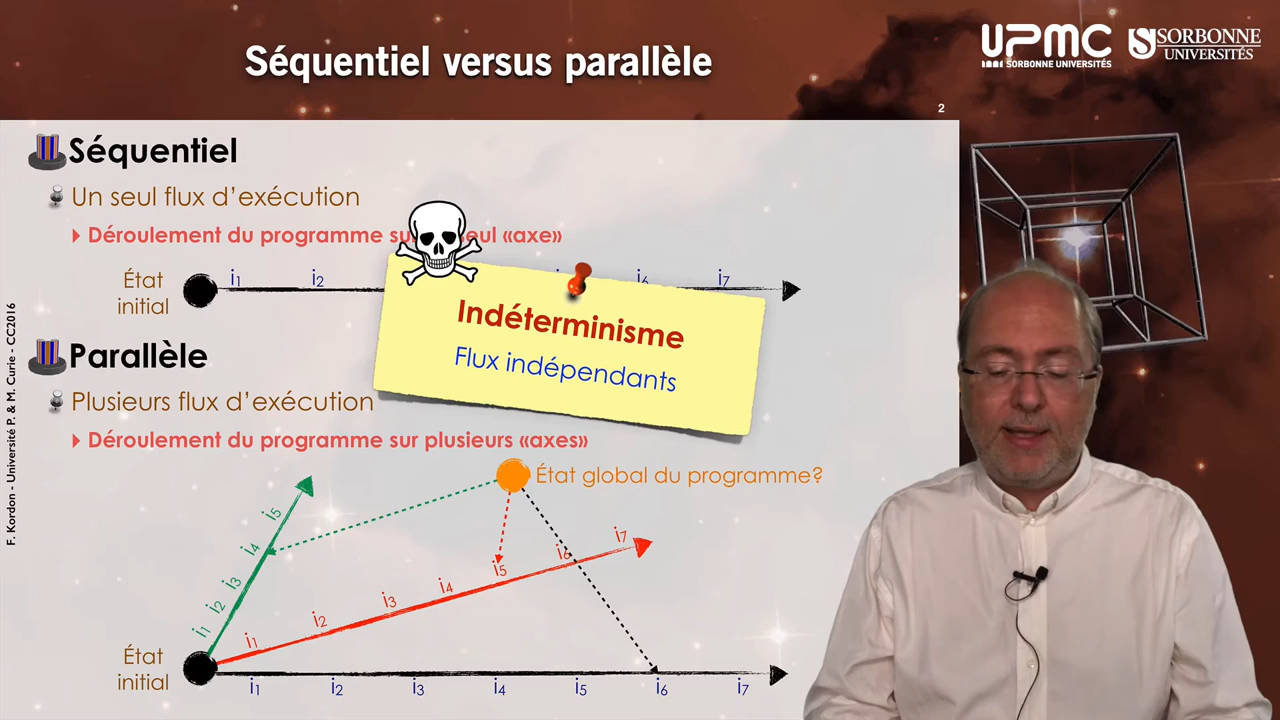 Séquentiel versus parallèle
UPMC
SORBONNE UNIVERSITÉS
SORBONNE
UNIVERSITÉS
2
Séquentiel
Un seul flux d'exécution
Déroulement du programme su seul «axe»
État
initial
i1 i2 i6 i7
Indéterminisme
Flux indépendants
Parallèle
Plusieurs flux d'exécution
Déroulement du programme sur plusieurs «axes»
État global du programme?
i1 i2 i3 i4 i5
i1 i2 i3 i4 i5 i6 i7
État
initial
i1 i2 i3 i4 i5 i6 i7
F. Kordon - Université P. & M. Curie - CC2016